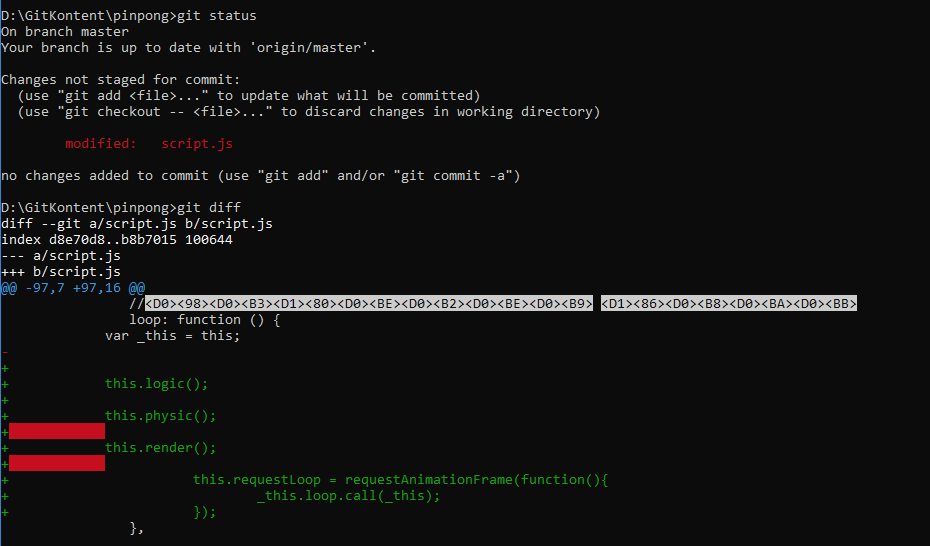 D:\GitKontent\pinpong>git status
On branch master
Your branch is up to date with 'origin/master'.
Changes not staged for commit:
  (use "git add <file>..." to update what will be committed)
  (use "git checkout -- <file>..." to discard changes in working directory)
        modified:   script.js
no changes added to commit (use "git add" and/or "git commit -a")
D:\GitKontent\pinpong>git diff
diff --git a/script.js b/script.js
index d8e70d8..b8b7015 100644
--- a/script.js
+++ b/script.js
@@ -97,7 +97,16 @@
                //<D0><98><D0><B3><D1><80><D0><BE><D0><B2><D0><BE><D0><B9> <D1><86><D0><B8><D0><BA><D0><BB>
                loop: function () {
             var _this = this;
-
+
+            this.logic();
+
+            this.physic();
+
+            this.render();
+
+                       this.requestLoop = requestAnimationFrame(function(){
+                               _this.loop.call(_this);
+                       });
                },